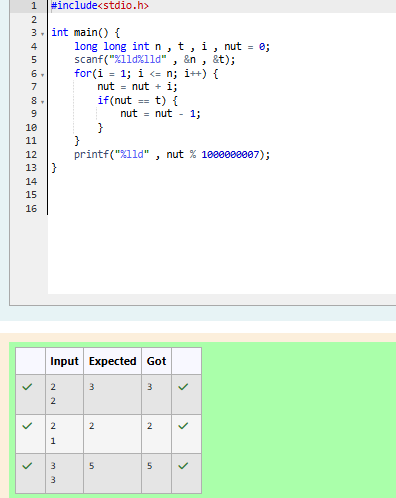 1 #include<stdio.h>
2
3 int main() {
4 long long int n , t , i , nut = 0;
5 scanf("%lld%lld" , &n , &t);
6 for(i = 1; i <= n; i++) {
7 nut = nut + i;
8 if(nut == t) {
9 nut = nut - 1;
10 }
11 }
12 printf("%lld" , nut % 1000000007);
13 }
14
15
16
Input Expected Got
2 3 3
2
2 2 2
1
3 5 5
3